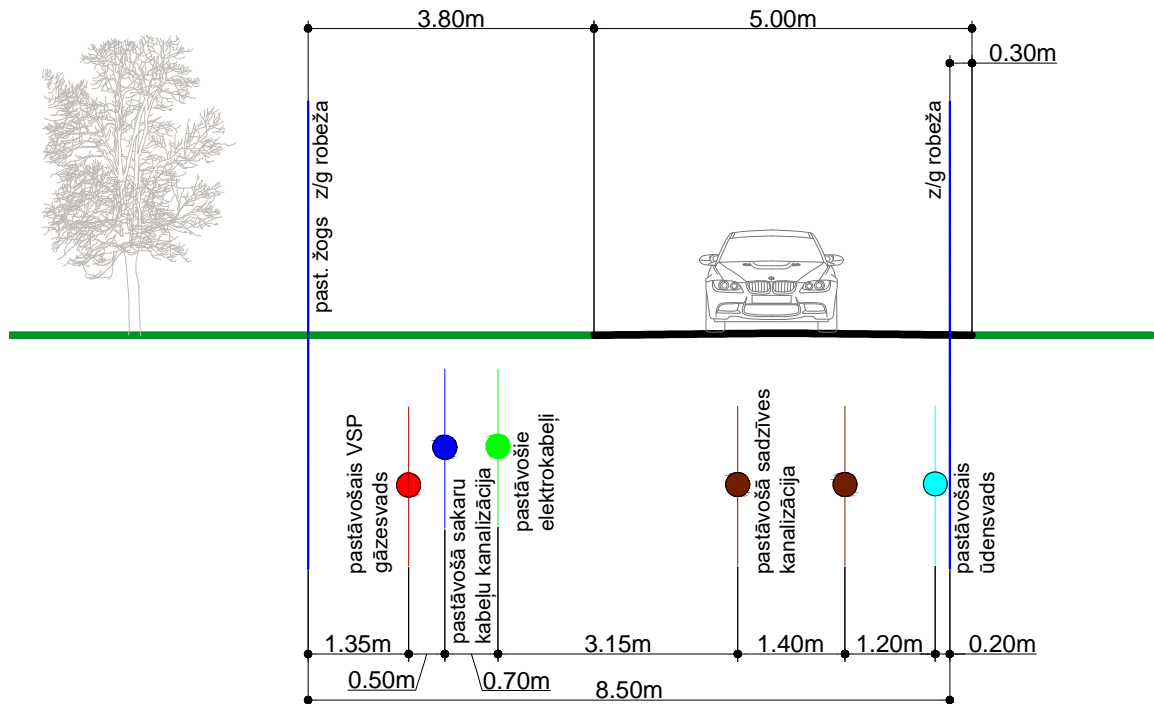 3.80m
5.00m
0.30m
past. žogs z/g robeža
z/g robeža
pastāvošais VSP
gāzesvads
pastāvošā sakaru
kabeļu kanalizācija
pastāvošie
elektrokabeļi
pastāvošā sadzīves
kanalizācija
pastāvošais
ūdensvads
1.35m
3.15m
1.40m
1.20m
0.20m
0.50m
0.70m
8.50m